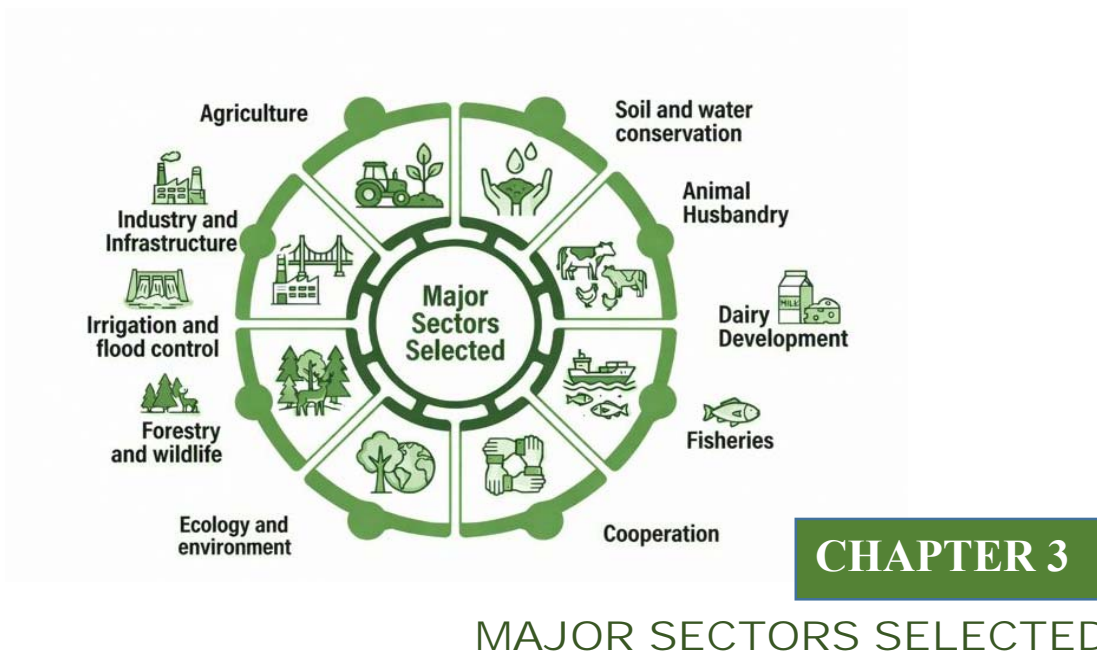 Agriculture
Soil and water
conservation
Animal
Husbandry
Industry and
Infrastructure
MILK
Dairy
Development
Irrigation and
flood control
Major
Sectors
Selected
Forestry
and wildlife
Fisheries
Ecology and
environment
Cooperation
CHAPTER 3
MAJOR SECTORS SELECTED